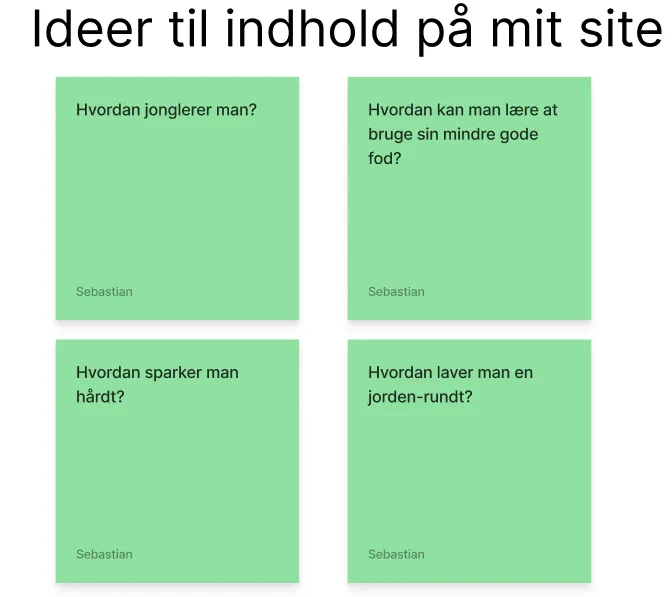 Ideer til indhold på mit site
Hvordan jonglerer man?
Sebastian
Hvordan kan man lære at
bruge sin mindre gode
fod?
Sebastian
Hvordan sparker man
hårdt?
Sebastian
Hvordan laver man en
jorden-rundt?
Sebastian